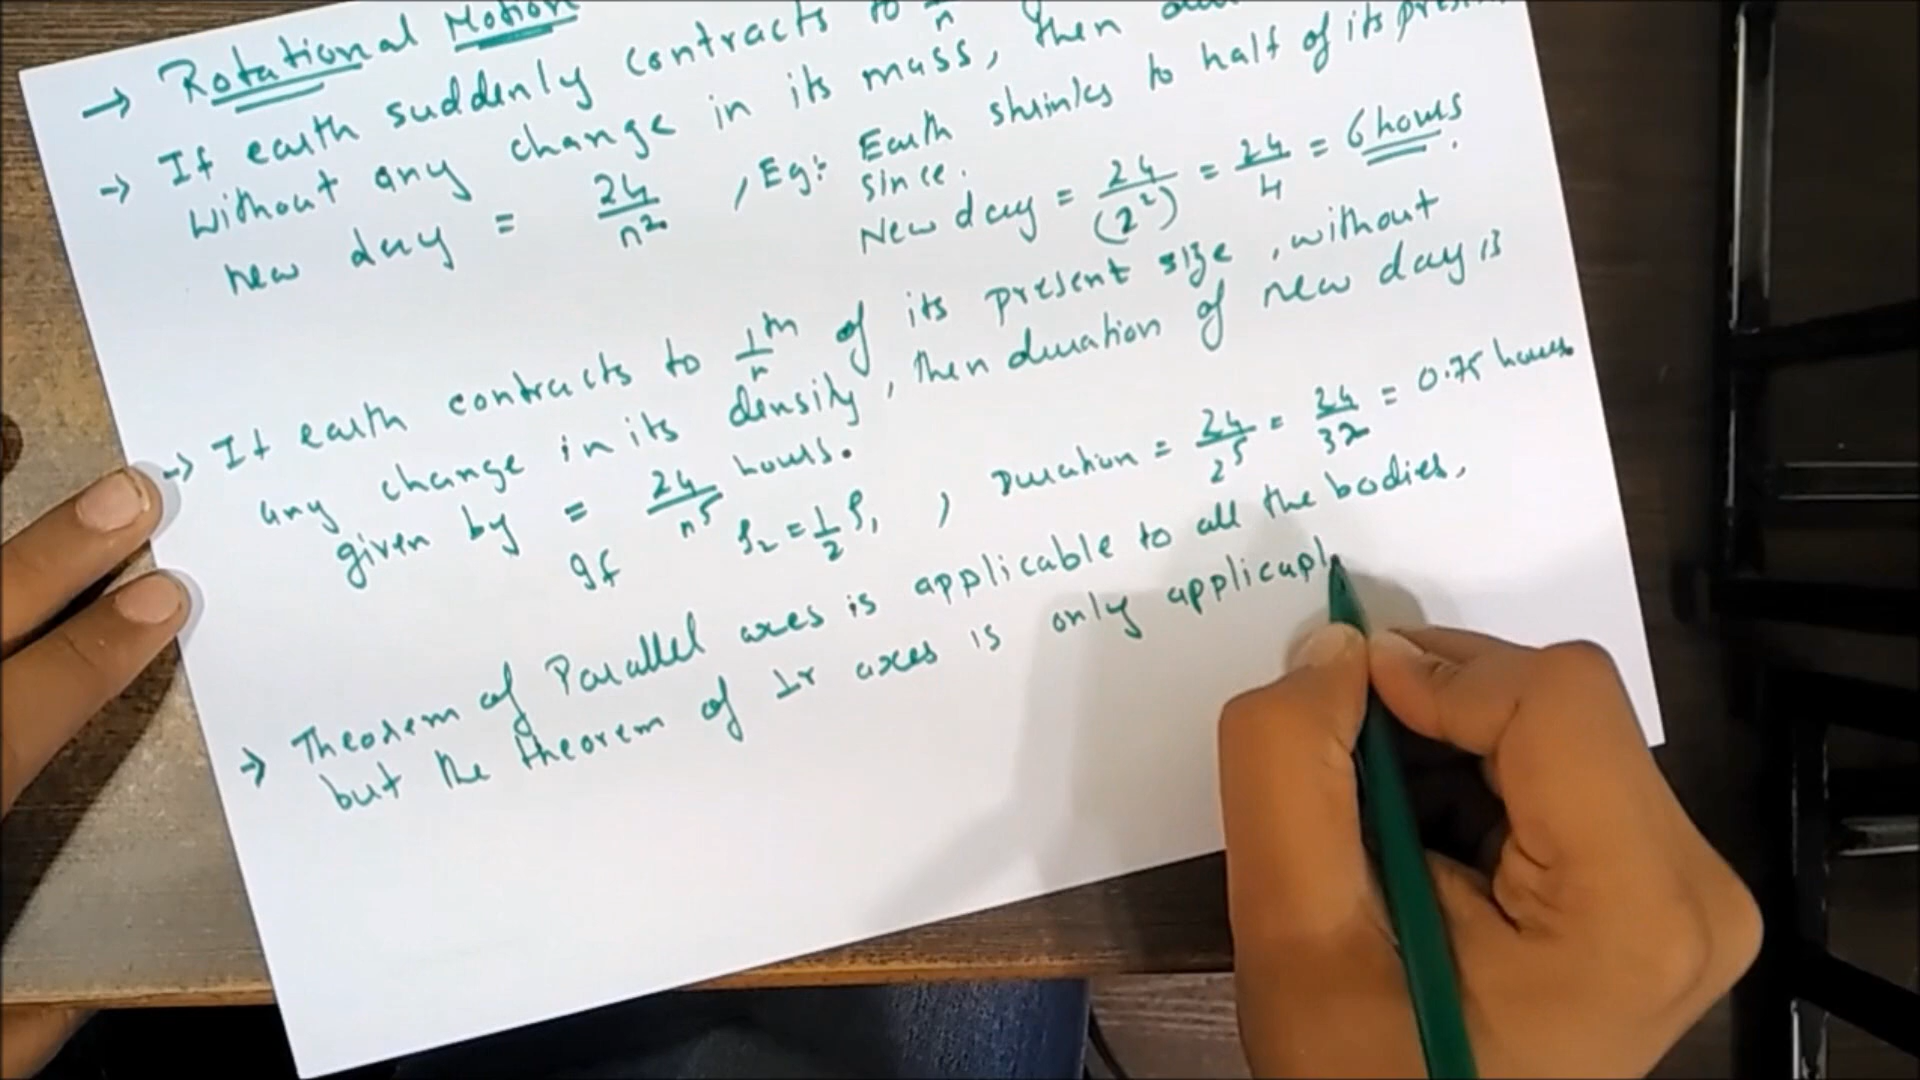 → Rotational Motion
→ If earth suddenly contracts to
without any change in its mass, then
new day = 24/n², Eg: Earth shrinks to half of its
since.
New day = 24/(2²) = 24/4 = 6 hours.
→ If earth contracts to 1/n th of its present size, without
any change in its density, then duration of new day is
given by = 24/n⁵ hours.
If ρ₂ = 1/2 ρ₁, Duration = 24/2⁵ = 24/32 = 0.75 hours
→ Theorem of Parallel axes is applicable to all the bodies,
but the theorem of ⊥r axes is only applicapl